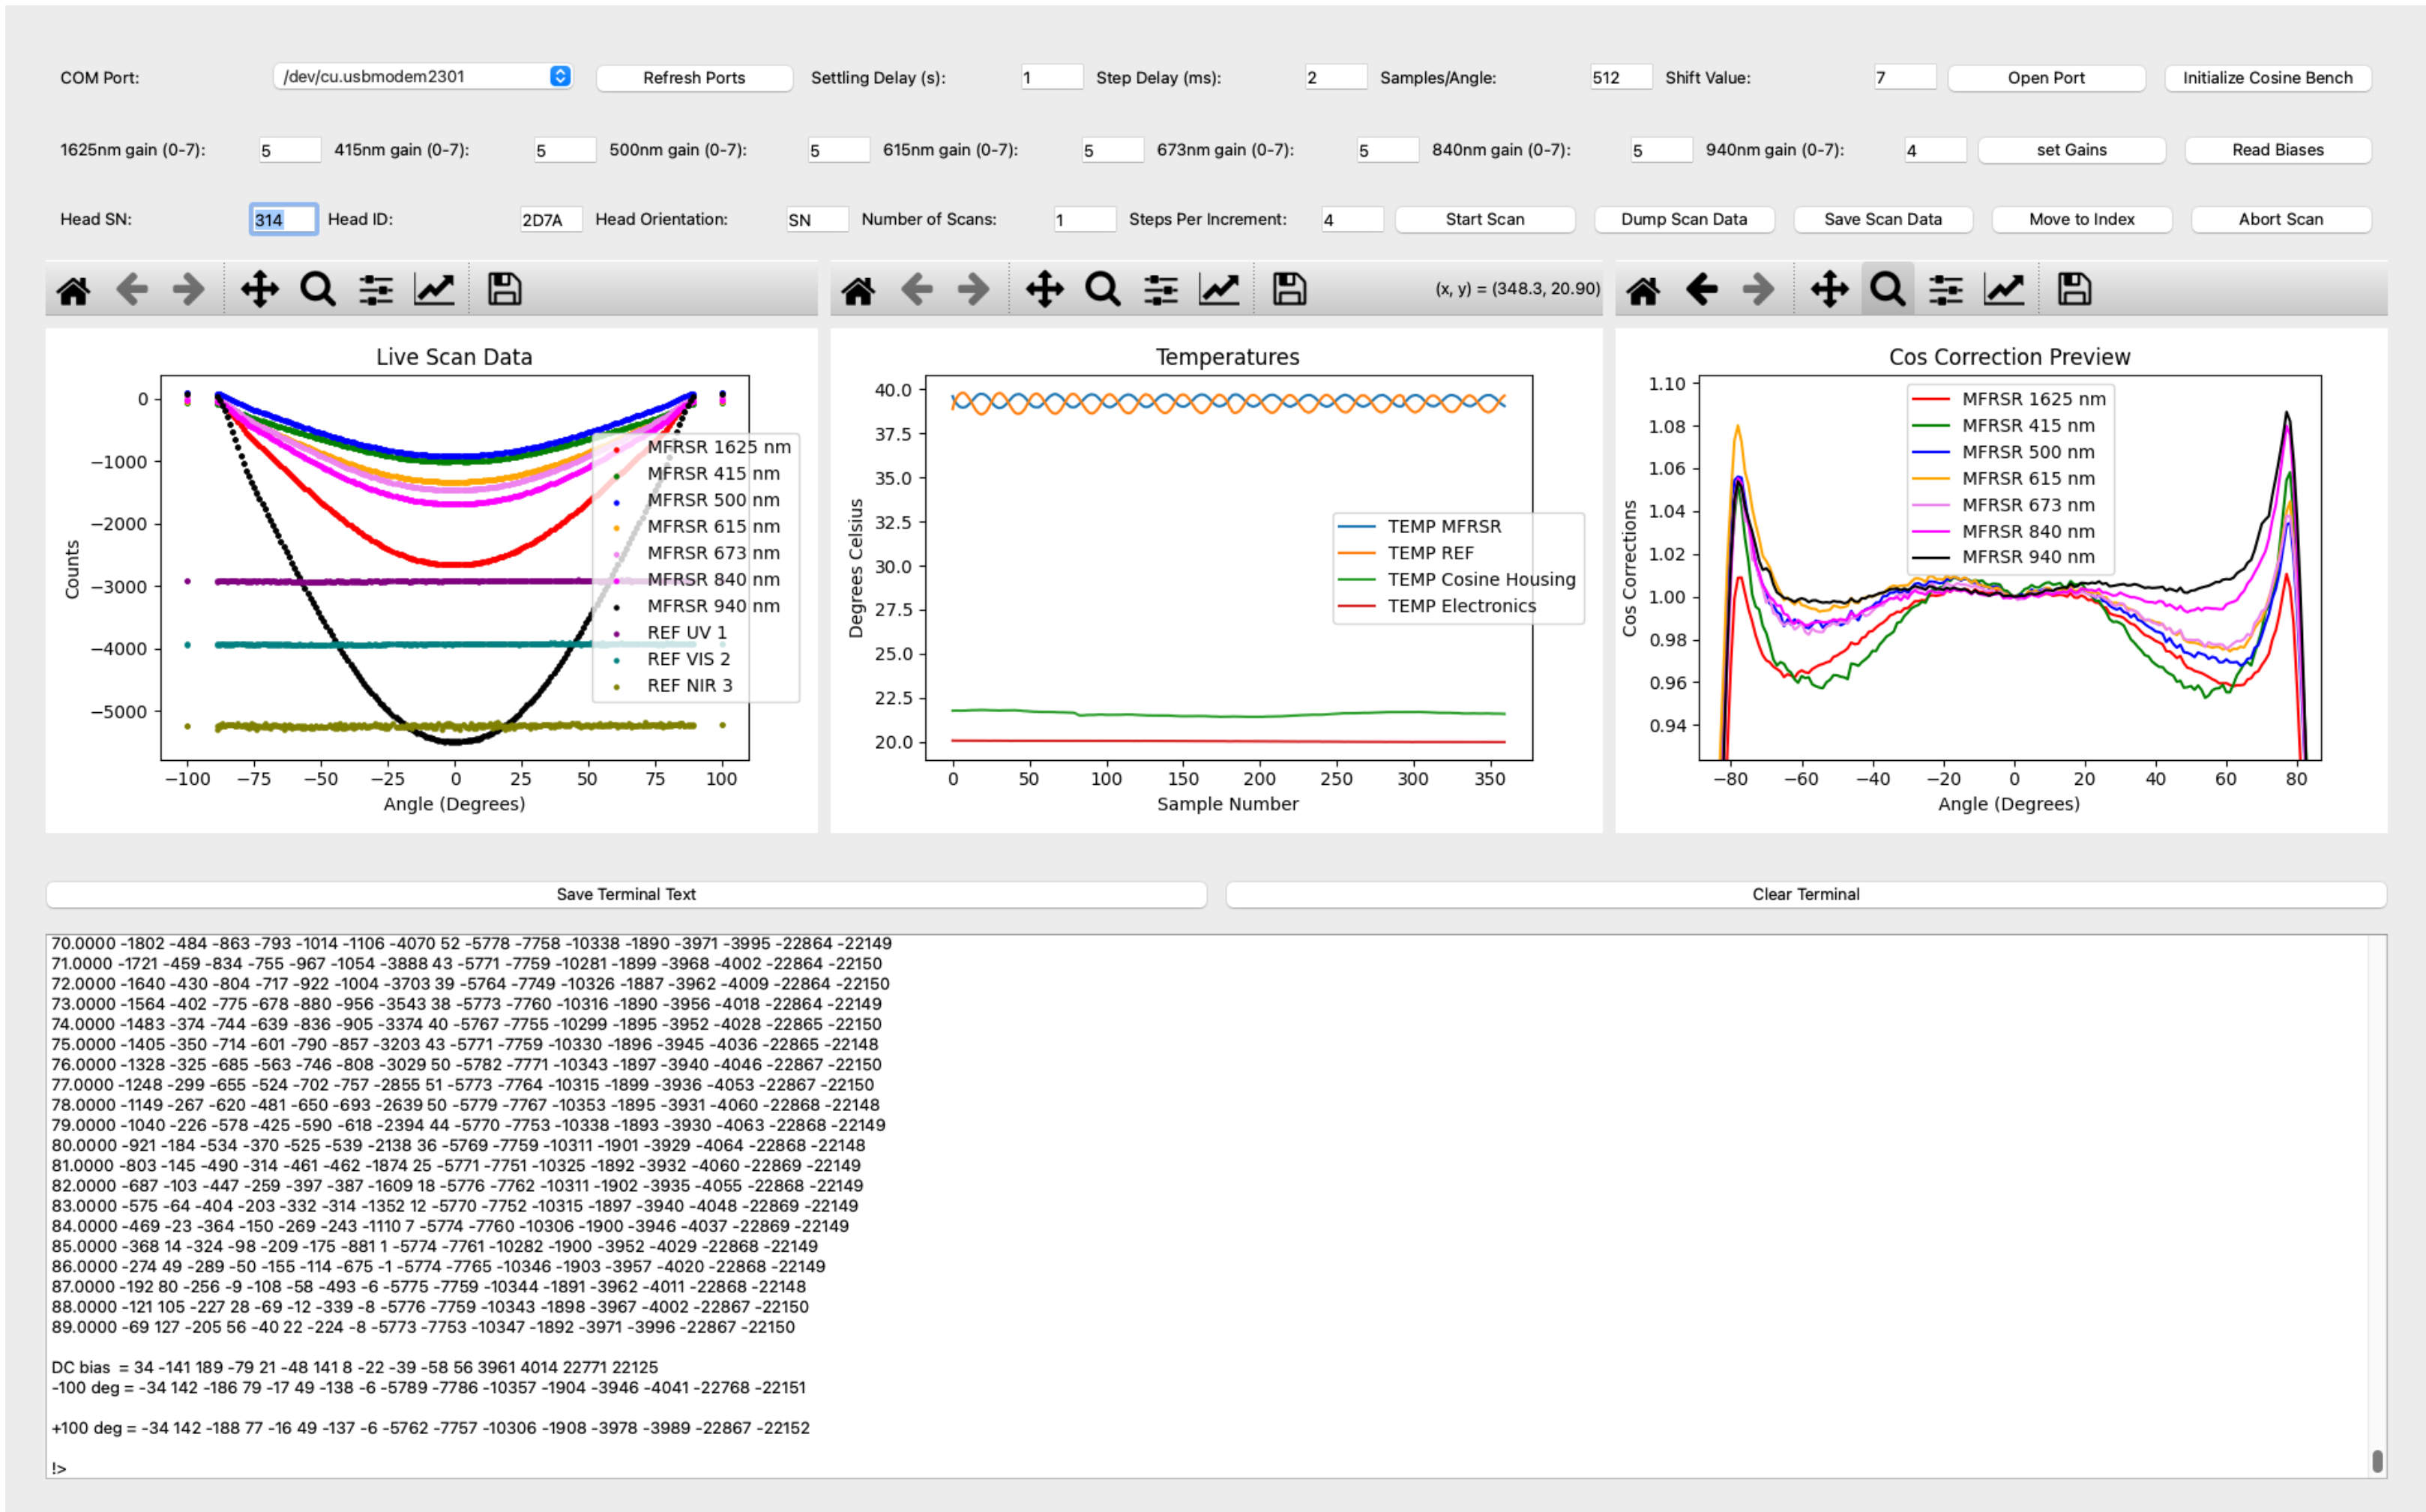 COM Port: /dev/cu.usbmodem2301 Refresh Ports Settling Delay (s): 1 Step Delay (ms): 2 Samples/Angle: 512 Shift Value: 7 Open Port Initialize Cosine Bench
1625nm gain (0-7): 5 415nm gain (0-7): 5 500nm gain (0-7): 5 615nm gain (0-7): 5 673nm gain (0-7): 5 840nm gain (0-7): 5 940nm gain (0-7): 4 set Gains Read Biases
Head SN: 314 Head ID: 2D7A Head Orientation: SN Number of Scans: 1 Steps Per Increment: 4 Start Scan Dump Scan Data Save Scan Data Move to Index Abort Scan
(x, y) = (348.3, 20.90)
Live Scan Data
Counts
0
−1000
−2000
−3000
−4000
−5000
MFRSR 1625 nm
MFRSR 415 nm
MFRSR 500 nm
MFRSR 615 nm
MFRSR 673 nm
MFRSR 840 nm
MFRSR 940 nm
REF UV 1
REF VIS 2
REF NIR 3
−100 −75 −50 −25 0 25 50 75 100
Angle (Degrees)
Temperatures
Degrees Celsius
40.0
37.5
35.0
32.5
30.0
27.5
25.0
22.5
20.0
TEMP MFRSR
TEMP REF
TEMP Cosine Housing
TEMP Electronics
0 50 100 150 200 250 300 350
Sample Number
Cos Correction Preview
Cos Corrections
1.10
1.08
1.06
1.04
1.02
1.00
0.98
0.96
0.94
MFRSR 1625 nm
MFRSR 415 nm
MFRSR 500 nm
MFRSR 615 nm
MFRSR 673 nm
MFRSR 840 nm
MFRSR 940 nm
−80 −60 −40 −20 0 20 40 60 80
Angle (Degrees)
Save Terminal Text Clear Terminal
70.0000 -1802 -484 -863 -793 -1014 -1106 -4070 52 -5778 -7758 -10338 -1890 -3971 -3995 -22864 -22149
71.0000 -1721 -459 -834 -755 -967 -1054 -3888 43 -5771 -7759 -10281 -1899 -3968 -4002 -22864 -22150
72.0000 -1640 -430 -804 -717 -922 -1004 -3703 39 -5764 -7749 -10326 -1887 -3962 -4009 -22864 -22150
73.0000 -1564 -402 -775 -678 -880 -956 -3543 38 -5773 -7760 -10316 -1890 -3956 -4018 -22864 -22149
74.0000 -1483 -374 -744 -639 -836 -905 -3374 40 -5767 -7755 -10299 -1895 -3952 -4028 -22865 -22150
75.0000 -1405 -350 -714 -601 -790 -857 -3203 43 -5771 -7759 -10330 -1896 -3945 -4036 -22865 -22148
76.0000 -1328 -325 -685 -563 -746 -808 -3029 50 -5782 -7771 -10343 -1897 -3940 -4046 -22867 -22150
77.0000 -1248 -299 -655 -524 -702 -757 -2855 51 -5773 -7764 -10315 -1899 -3936 -4053 -22867 -22150
78.0000 -1149 -267 -620 -481 -650 -693 -2639 50 -5779 -7767 -10353 -1895 -3931 -4060 -22868 -22148
79.0000 -1040 -226 -578 -425 -590 -618 -2394 44 -5770 -7753 -10338 -1893 -3930 -4063 -22868 -22149
80.0000 -921 -184 -534 -370 -525 -539 -2138 36 -5769 -7759 -10311 -1901 -3929 -4064 -22868 -22148
81.0000 -803 -145 -490 -314 -461 -462 -1874 25 -5771 -7751 -10325 -1892 -3932 -4060 -22869 -22149
82.0000 -687 -103 -447 -259 -397 -387 -1609 18 -5776 -7762 -10311 -1902 -3935 -4055 -22868 -22149
83.0000 -575 -64 -404 -203 -332 -314 -1352 12 -5770 -7752 -10315 -1897 -3940 -4048 -22869 -22149
84.0000 -469 -23 -364 -150 -269 -243 -1110 7 -5774 -7760 -10306 -1900 -3946 -4037 -22869 -22149
85.0000 -368 14 -324 -98 -209 -175 -881 1 -5774 -7761 -10282 -1900 -3952 -4029 -22868 -22149
86.0000 -274 49 -289 -50 -155 -114 -675 -1 -5774 -7765 -10346 -1903 -3957 -4020 -22868 -22149
87.0000 -192 80 -256 -9 -108 -58 -493 -6 -5775 -7759 -10344 -1891 -3962 -4011 -22868 -22148
88.0000 -121 105 -227 28 -69 -12 -339 -8 -5776 -7759 -10343 -1898 -3967 -4002 -22867 -22150
89.0000 -69 127 -205 56 -40 22 -224 -8 -5773 -7753 -10347 -1892 -3971 -3996 -22867 -22150
DC bias = 34 -141 189 -79 21 -48 141 8 -22 -39 -58 56 3961 4014 22771 22125
-100 deg = -34 142 -186 79 -17 49 -138 -6 -5789 -7786 -10357 -1904 -3946 -4041 -22768 -22151
+100 deg = -34 142 -188 77 -16 49 -137 -6 -5762 -7757 -10306 -1908 -3978 -3989 -22867 -22152
!>